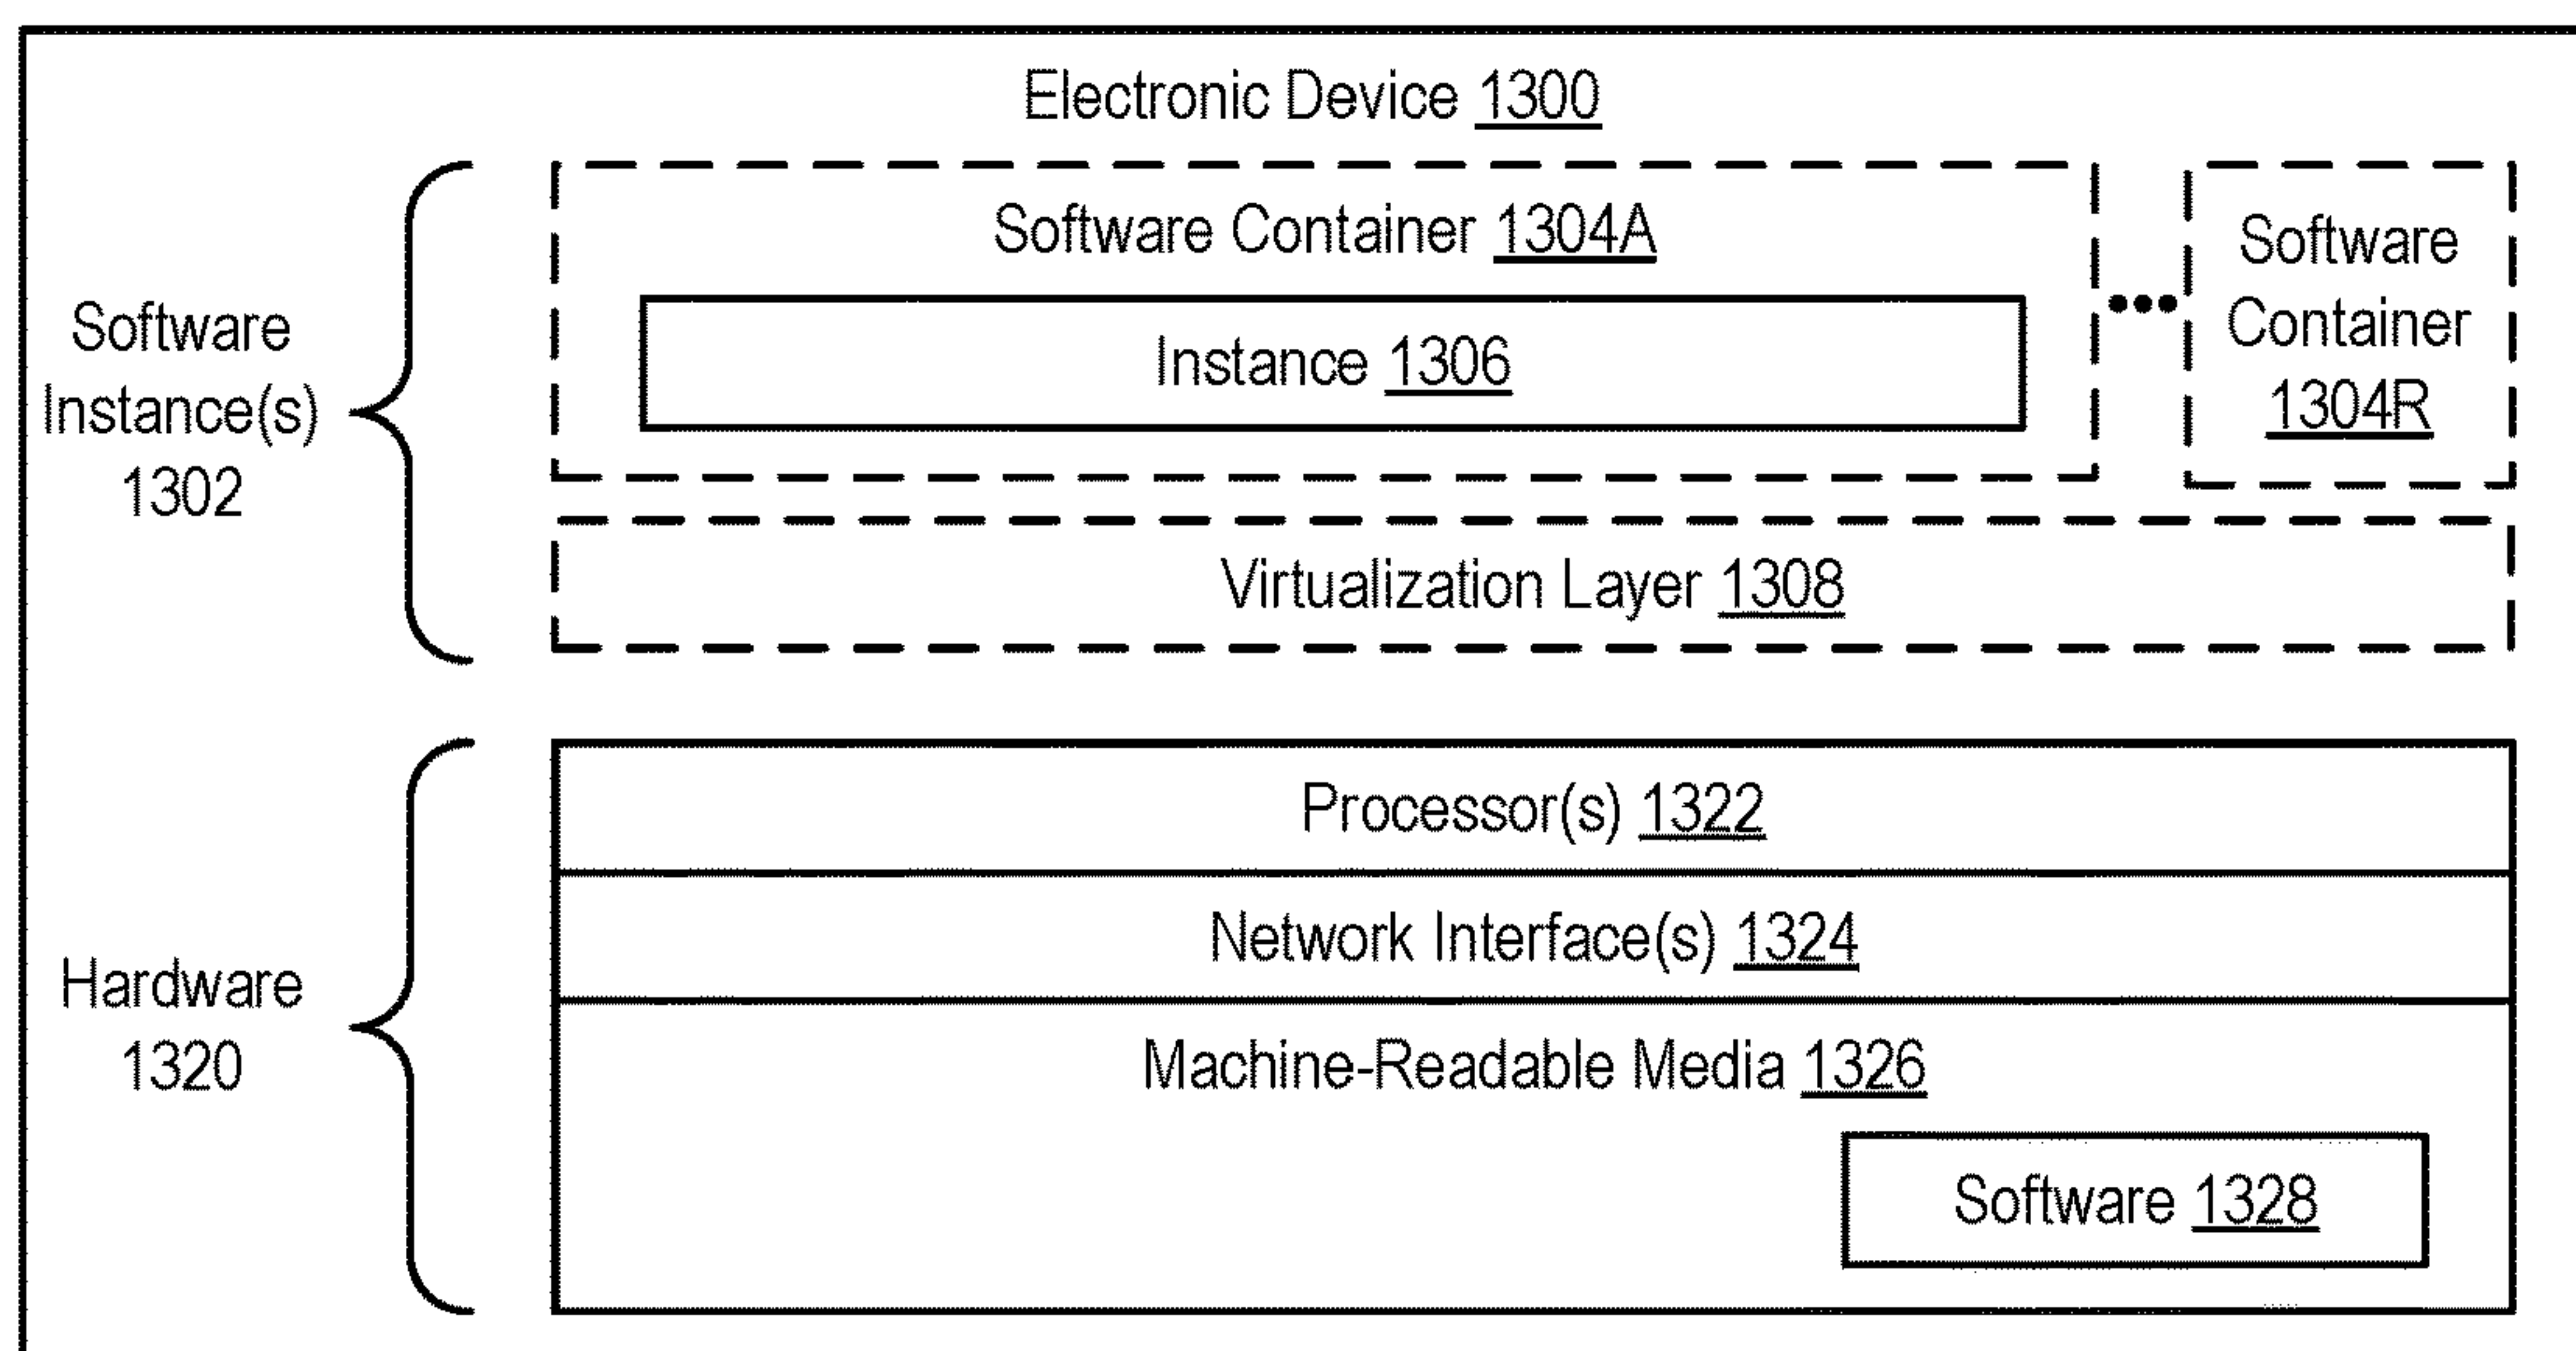 Electronic Device 1300
Software Container 1304A
Instance 1306
Software
Container
1304R
Software
Instance(s)
1302
Virtualization Layer 1308
Processor(s) 1322
Network Interface(s) 1324
Hardware
1320
Machine-Readable Media 1326
Software 1328